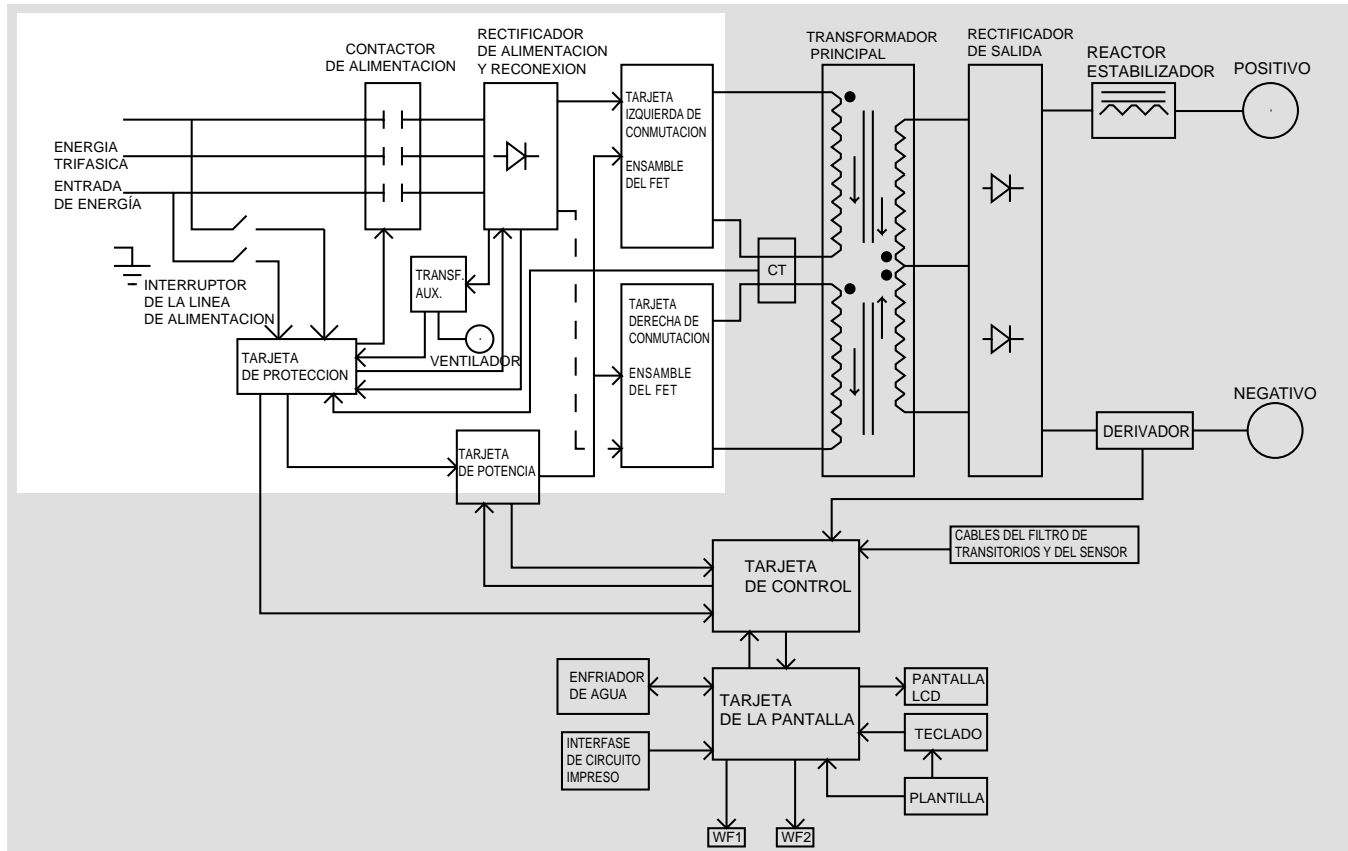 CONTACTOR
DE ALIMENTACION
RECTIFICADOR
DE ALIMENTACION
Y RECONEXION
TRANSFORMADOR
PRINCIPAL
RECTIFICADOR
DE SALIDA
REACTOR
ESTABILIZADOR
POSITIVO
ENERGIA
TRIFASICA
ENTRADA
DE ENERGÍA
TARJETA
IZQUIERDA DE
CONMUTACION
ENSAMBLE
DEL FET
INTERRUPTOR
DE LA LINEA
DE ALIMENTACION
TRANSF.
AUX.
VENTILADOR
CT
TARJETA
DERECHA DE
CONMUTACION
ENSAMBLE
DEL FET
TARJETA
DE PROTECCION
NEGATIVO
DERIVADOR
TARJETA
DE POTENCIA
CABLES DEL FILTRO DE
TRANSITORIOS Y DEL SENSOR
TARJETA
DE CONTROL
ENFRIADOR
DE AGUA
TARJETA
DE LA PANTALLA
PANTALLA
LCD
TECLADO
INTERFASE
DE CIRCUITO
IMPRESO
PLANTILLA
WF1
WF2